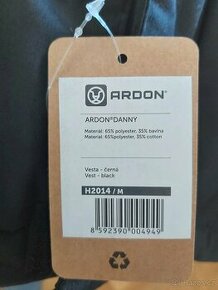 ARDON®
ARDON®DANNY
Materiál: 65% polyester, 35% bavlna
Material: 65%polyester, 35% cotton
Vesta - černá
Vest - black
H2014 / M
8 592390 004949